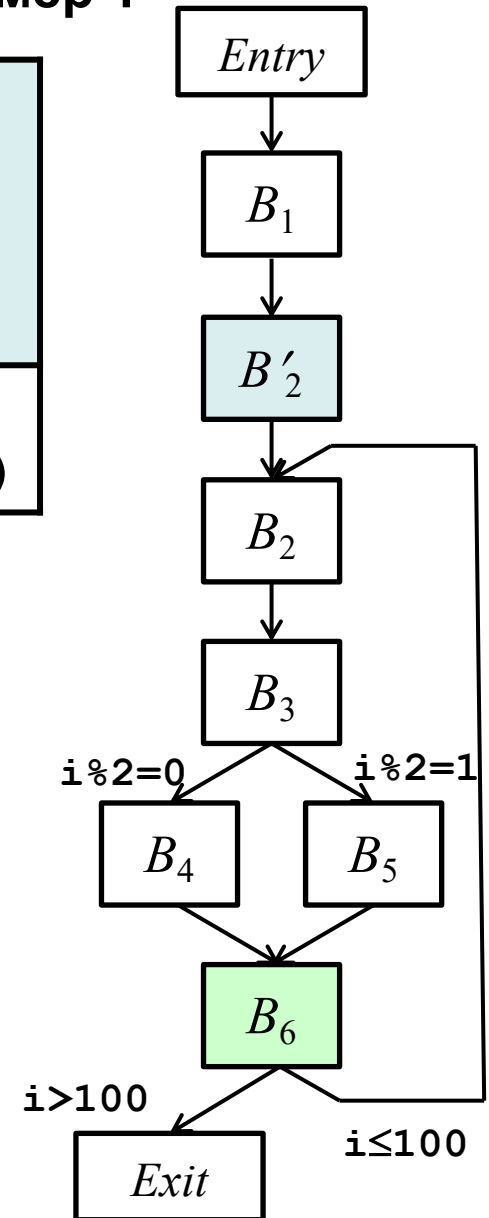 Entry
B₁
B′₂
)
B₂
B₃
i%2=0
i%2=1
B₄
B₅
B₆
i>100
i≤100
Exit